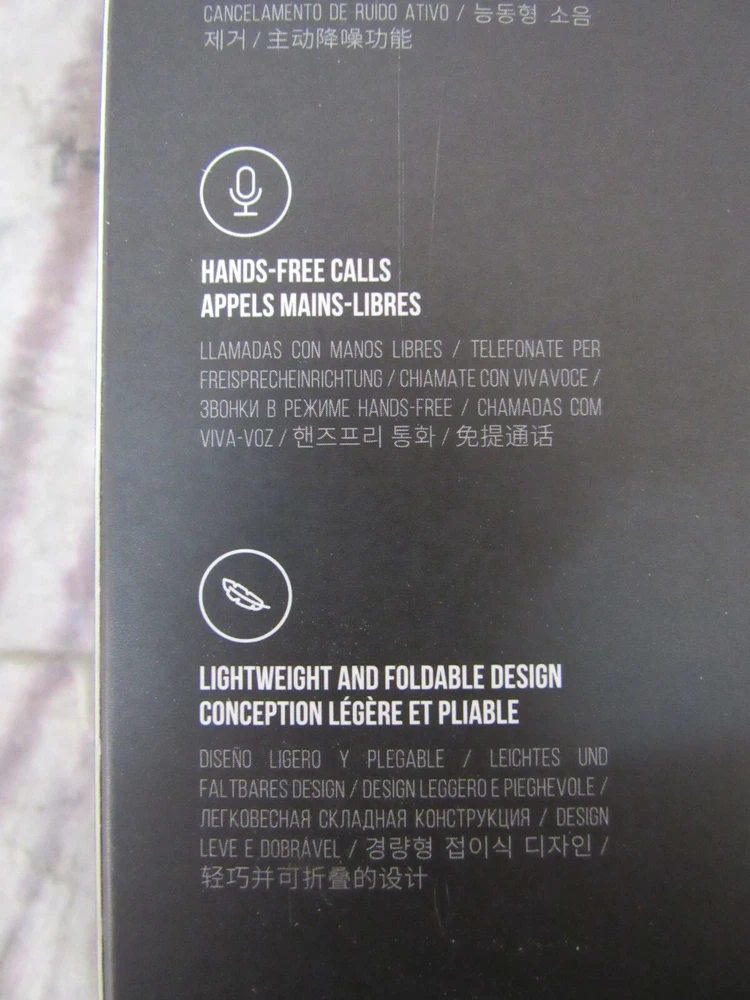 CANCELAMENTO DE RUÍDO ATIVO / 능동형 소음
제거 / 主动降噪功能
HANDS-FREE CALLS
APPELS MAINS-LIBRES
LLAMADAS CON MANOS LIBRES / TELEFONATE PER
FREISPRECHEINRICHTUNG / CHIAMATE CON VIVAVOCE /
ЗВОНКИ В РЕЖИМЕ HANDS-FREE / CHAMADAS COM
VIVA-VOZ / 핸즈프리 통화 / 免提通话
LIGHTWEIGHT AND FOLDABLE DESIGN
CONCEPTION LÉGÈRE ET PLIABLE
DISEÑO LIGERO Y PLEGABLE / LEICHTES UND
FALTBARES DESIGN / DESIGN LEGGERO E PIEGHEVOLE /
ЛЕГКОВЕСНАЯ СКЛАДНАЯ КОНСТРУКЦИЯ / DESIGN
LEVE E DOBRÁVEL / 경량형 접이식 디자인 /
轻巧并可折叠的设计